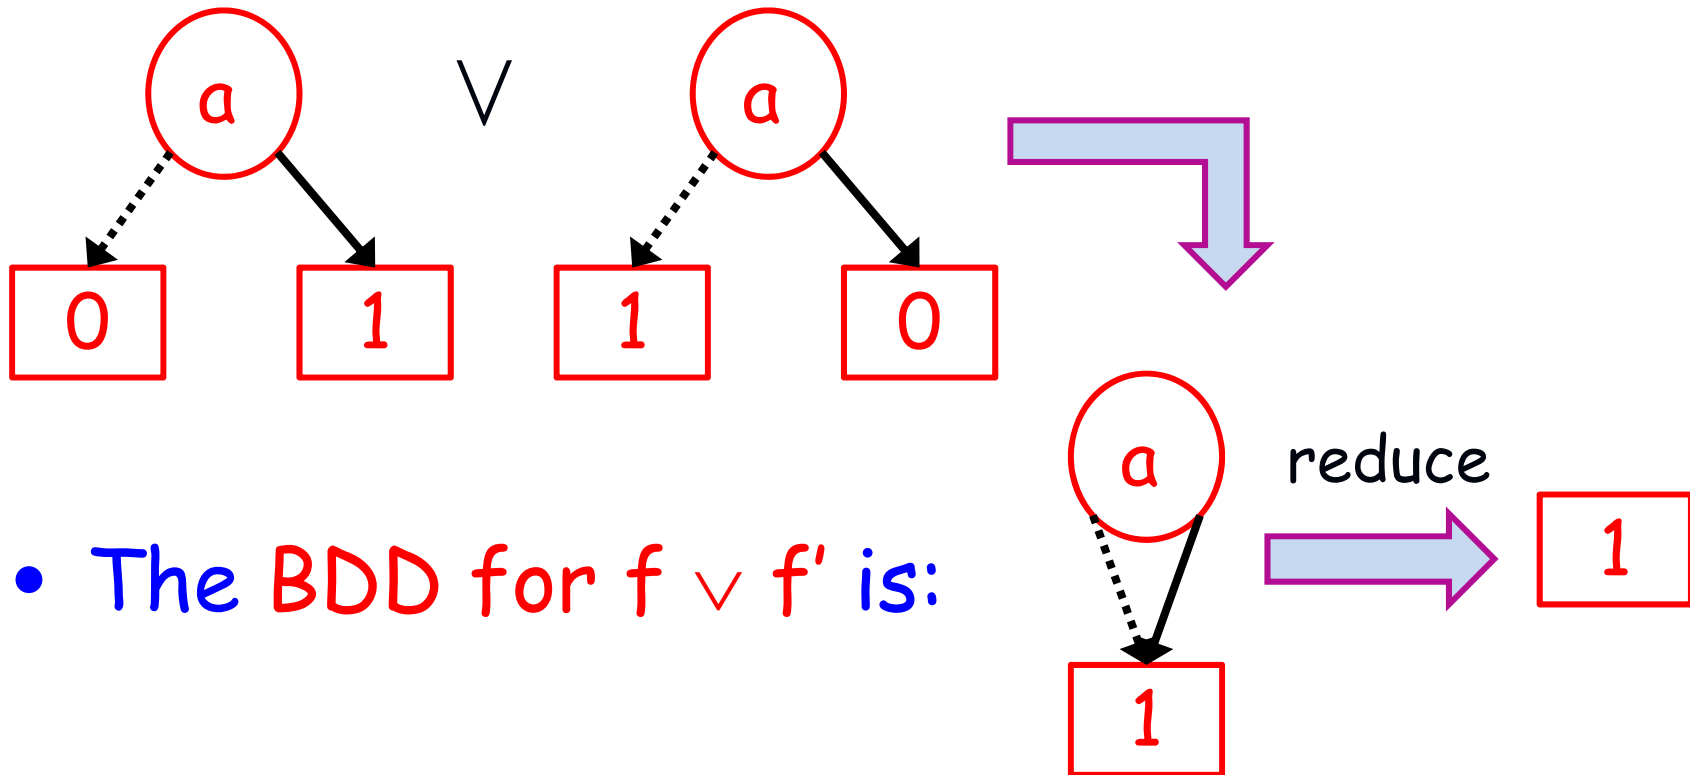 a ∨ a
0 1 1 0
a
reduce
1
• The BDD for f ∨ f' is:
1